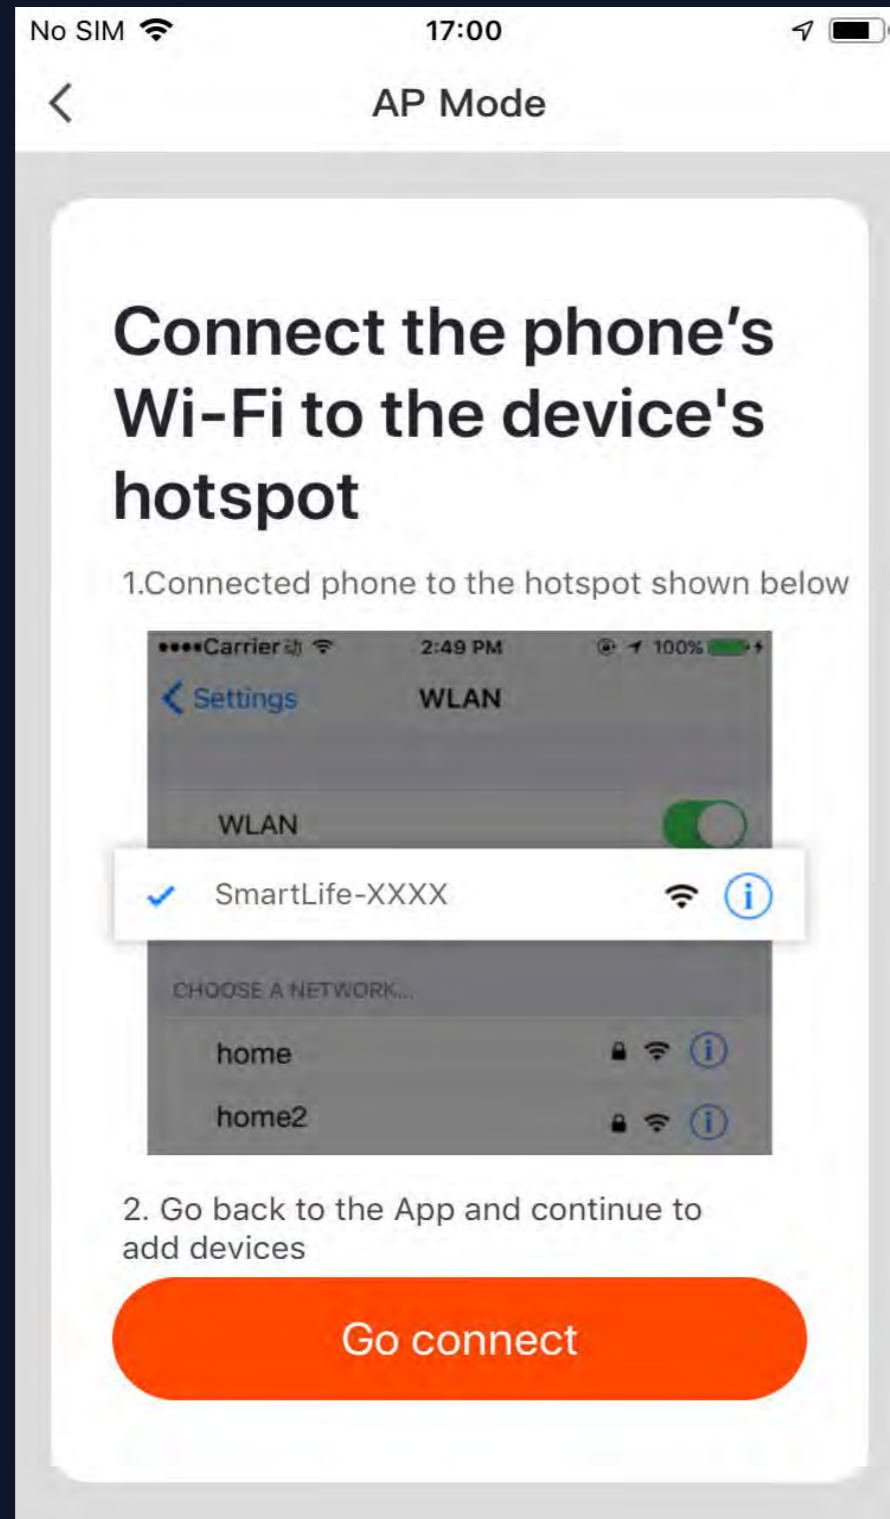 No SIM 17:00
AP Mode
Connect the phone’s
Wi-Fi to the device's
hotspot
1.Connected phone to the hotspot shown below
Carrier 2:49 PM 100%
Settings WLAN
WLAN
SmartLife-XXXX
CHOOSE A NETWORK...
home
home2
2. Go back to the App and continue to
add devices
Go connect